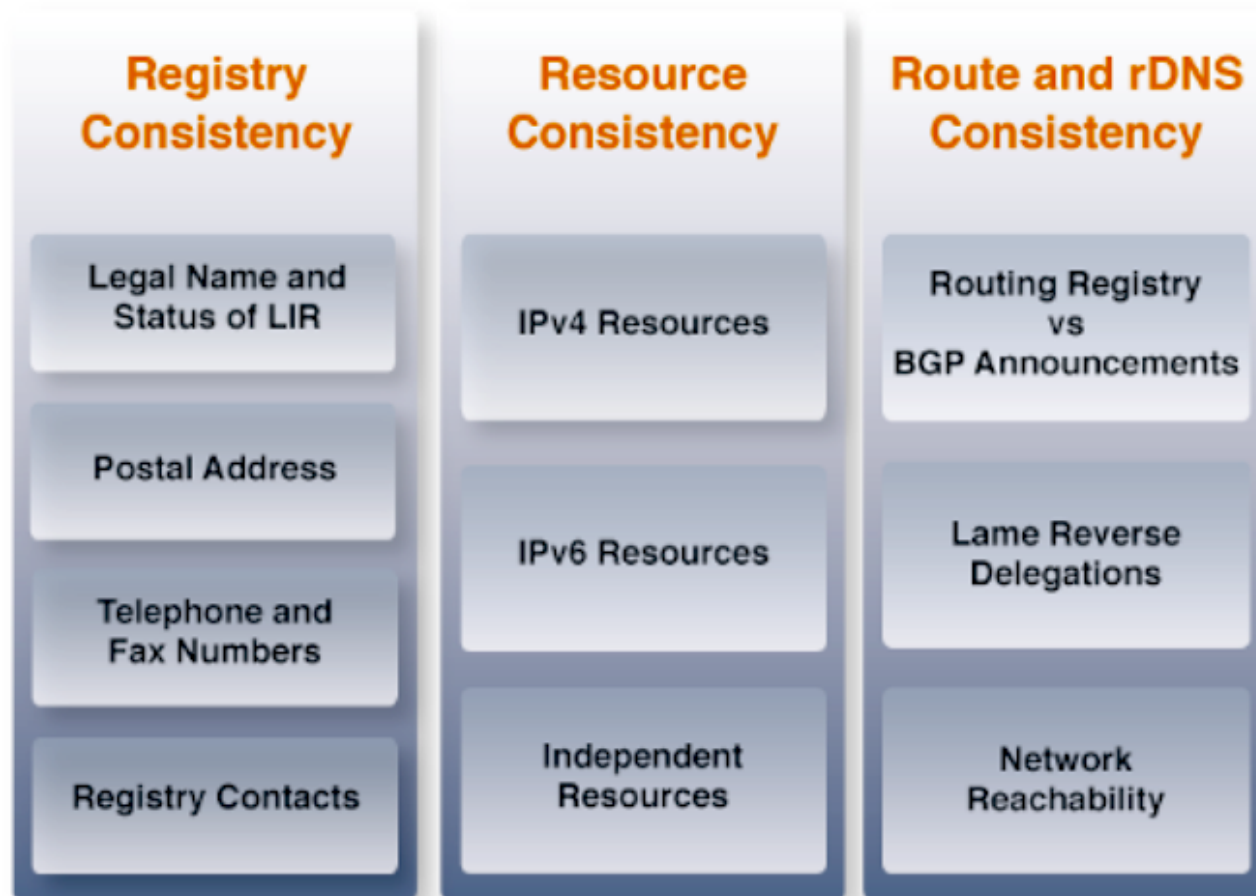 Registry
Consistency
Legal Name and
Status of LIR
Postal Address
Telephone and
Fax Numbers
Registry Contacts
Resource
Consistency
IPv4 Resources
IPv6 Resources
Independent
Resources
Route and rDNS
Consistency
Routing Registry
vs
BGP Announcements
Lame Reverse
Delegations
Network
Reachability